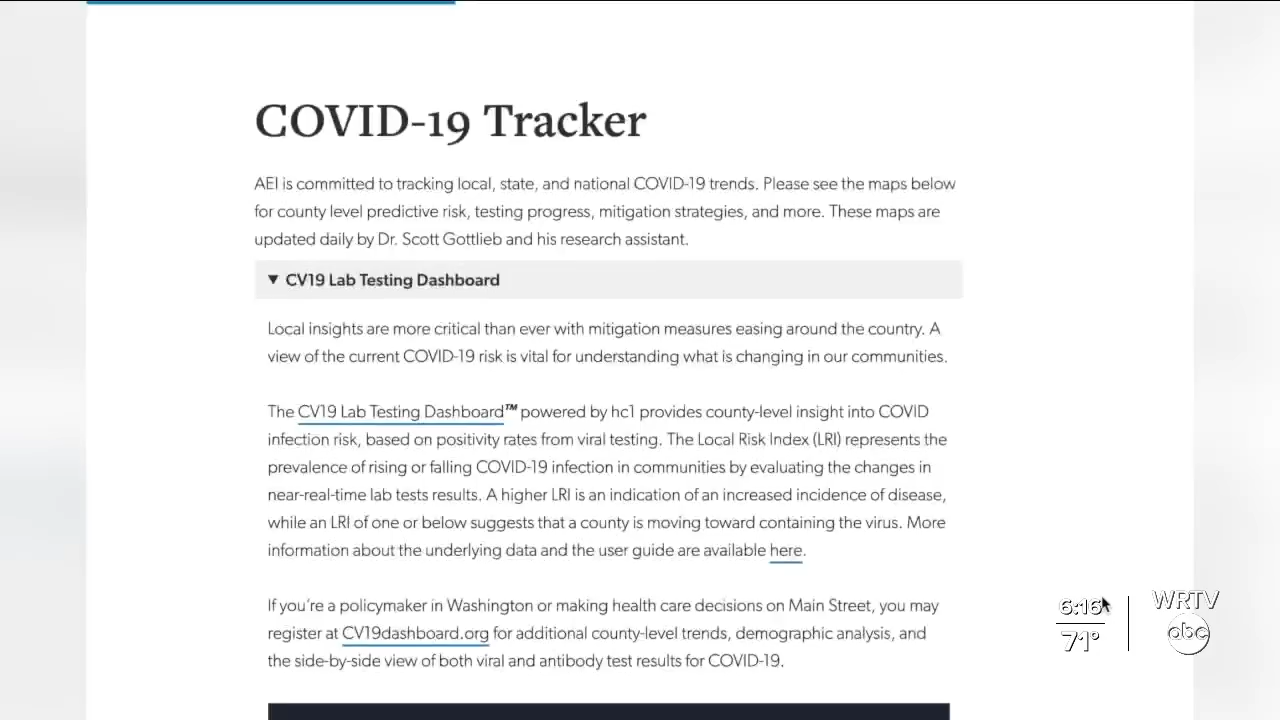 COVID-19 Tracker
AEI is committed to tracking local, state, and national COVID-19 trends. Please see the maps below
for county level predictive risk, testing progress, mitigation strategies, and more. These maps are
updated daily by Dr. Scott Gottlieb and his research assistant.
▼ CV19 Lab Testing Dashboard
Local insights are more critical than ever with mitigation measures easing around the country. A
view of the current COVID-19 risk is vital for understanding what is changing in our communities.
The CV19 Lab Testing Dashboard™ powered by hc1 provides county-level insight into COVID
infection risk, based on positivity rates from viral testing. The Local Risk Index (LRI) represents the
prevalence of rising or falling COVID-19 infection in communities by evaluating the changes in
near-real-time lab tests results. A higher LRI is an indication of an increased incidence of disease,
while an LRI of one or below suggests that a county is moving toward containing the virus. More
information about the underlying data and the user guide are available here.
If you're a policymaker in Washington or making health care decisions on Main Street, you may
register at CV19dashboard.org for additional county-level trends, demographic analysis, and
the side-by-side view of both viral and antibody test results for COVID-19.
6:16
71°
WRTV
abc